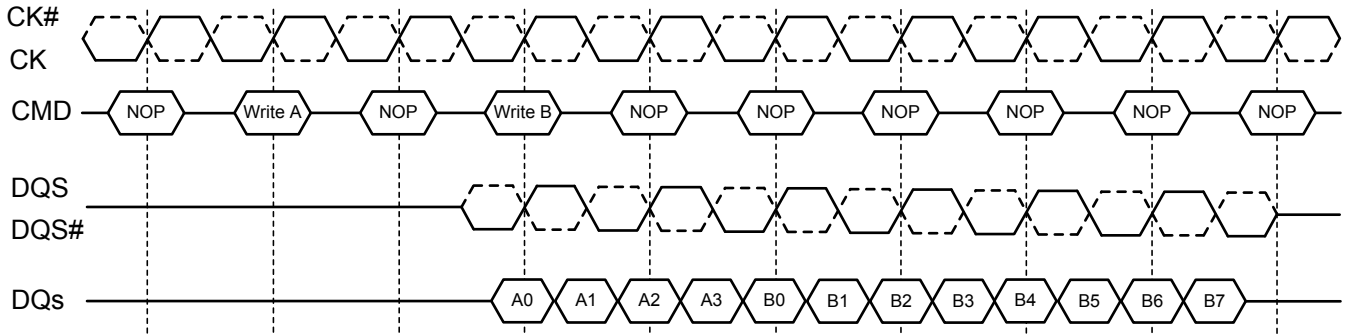 CK#
CK
CMD NOP Write A NOP Write B NOP NOP NOP NOP NOP NOP
DQS
DQS#
DQs A0 A1 A2 A3 B0 B1 B2 B3 B4 B5 B6 B7